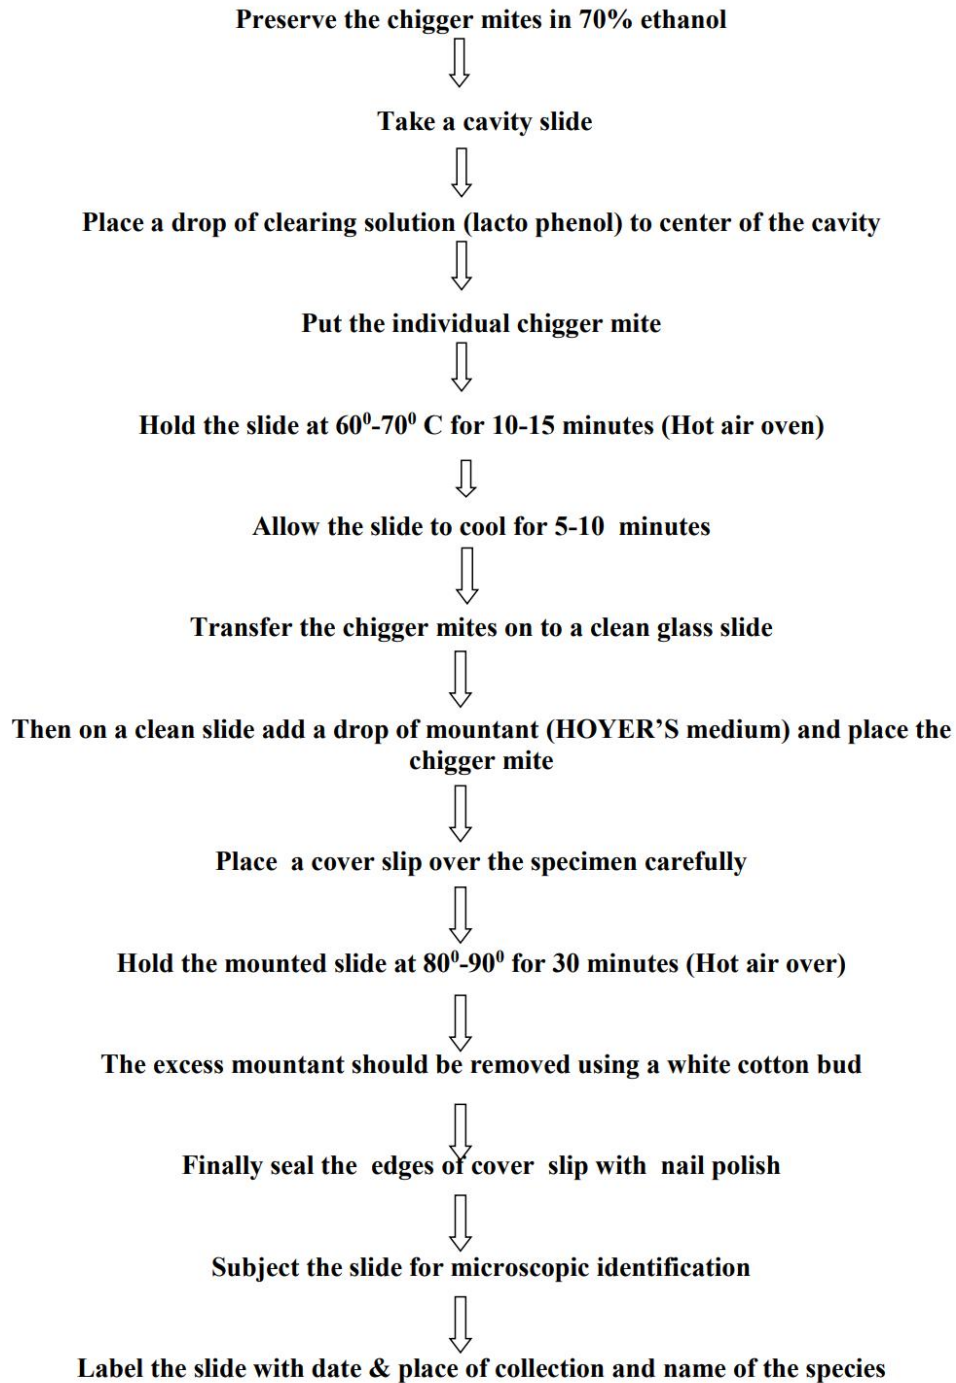 Preserve the chigger mites in 70% ethanol
Take a cavity slide
Place a drop of clearing solution (lacto phenol) to center of the cavity
Put the individual chigger mite
Hold the slide at 60⁰-70⁰ C for 10-15 minutes (Hot air oven)
Allow the slide to cool for 5-10  minutes
Transfer the chigger mites on to a clean glass slide
Then on a clean slide add a drop of mountant (HOYER’S medium) and place the
chigger mite
Place  a cover slip over the specimen carefully
Hold the mounted slide at 80⁰-90⁰ for 30 minutes (Hot air over)
The excess mountant should be removed using a white cotton bud
Finally seal the  edges of cover  slip with  nail polish
Subject the slide for microscopic identification
Label the slide with date & place of collection and name of the species